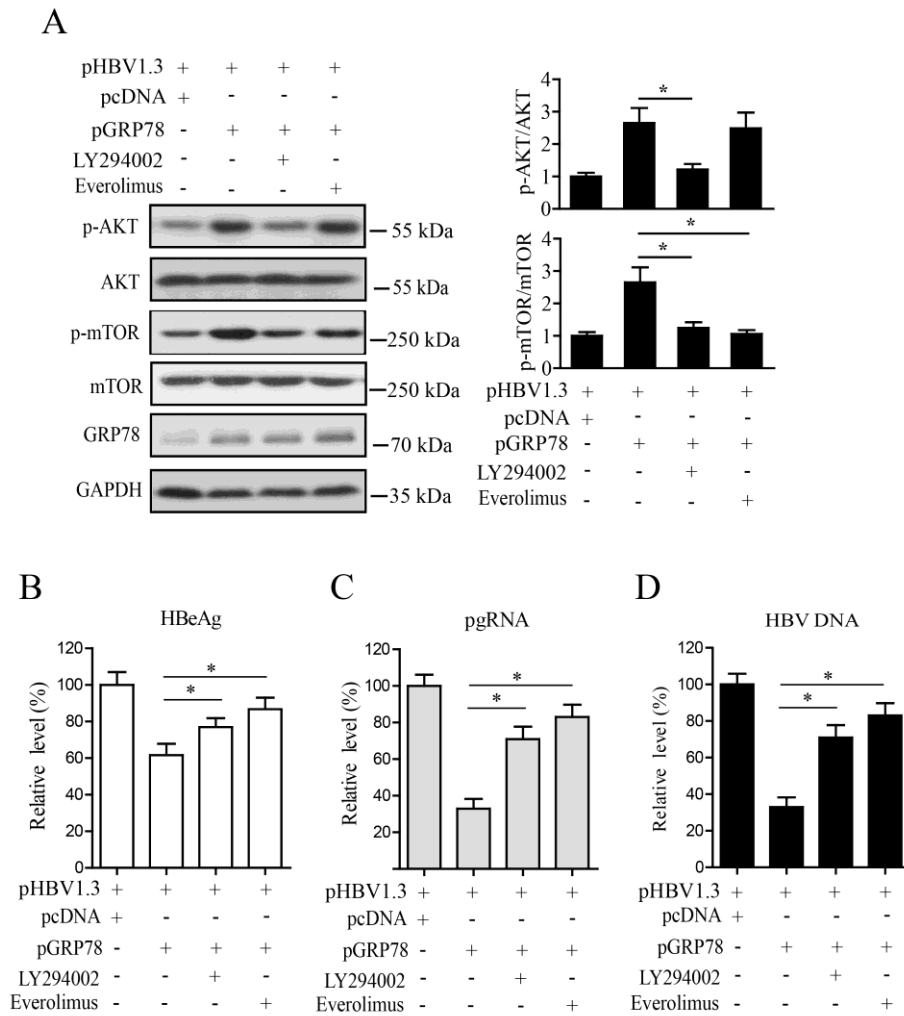 A
pHBV1.3 + + + +
pcDNA + - - -
pGRP78 - + + +
LY294002 - - + -
Everolimus - - - +
p-AKT 55 kDa
AKT 55 kDa
p-mTOR 250 kDa
mTOR 250 kDa
GRP78 70 kDa
GAPDH 35 kDa
p-AKT/AKT
4
3
2
1
0
*
p-mTOR/mTOR
4
3
2
1
0
*
*
pHBV1.3 + + + +
pcDNA + - - -
pGRP78 - + + +
LY294002 - - + -
Everolimus - - - +
B
HBeAg
Relative level (%)
120
100
80
60
40
20
0
*
*
pHBV1.3 + + + +
pcDNA + - - -
pGRP78 - + + +
LY294002 - - + -
Everolimus - - - +
C
pgRNA
Relative level (%)
120
100
80
60
40
20
*
*
pHBV1.3 + + + +
pcDNA + - - -
pGRP78 - + + +
LY294002 - - + -
Everolimus - - - +
D
HBV DNA
Relative level (%)
120
100
80
60
40
20
0
*
*
pHBV1.3 + + + +
pcDNA + - - -
pGRP78 - + + +
LY294002 - - + -
Everolimus - - - +